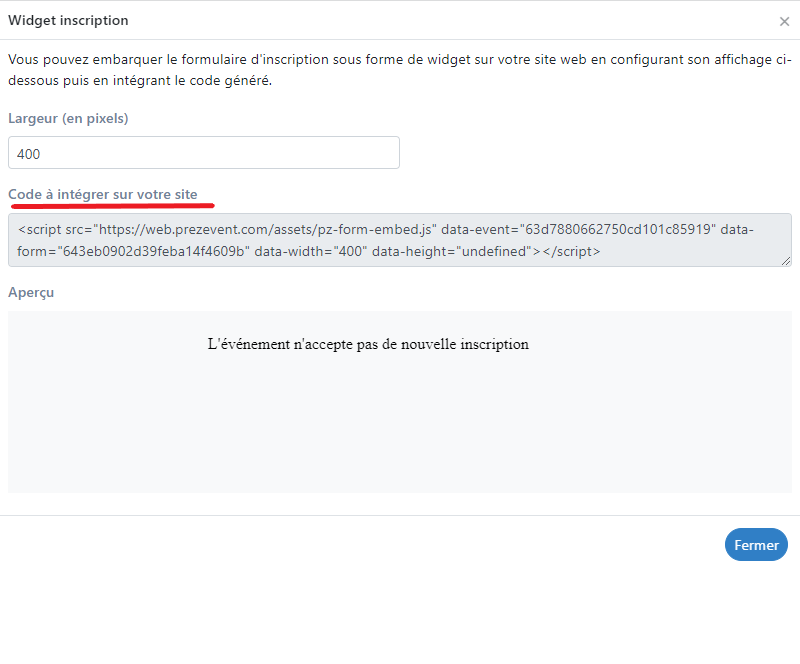 Widget inscription
×
Vous pouvez embarquer le formulaire d'inscription sous forme de widget sur votre site web en configurant son affichage ci-
dessous puis en intégrant le code généré.
Largeur (en pixels)
400
Code à intégrer sur votre site
<script src="https://web.prezevent.com/assets/pz-form-embed.js" data-event="63d7880662750cd101c85919" data-
form="643eb0902d39feba14f4609b" data-width="400" data-height="undefined"></script>
Aperçu
L'événement n'accepte pas de nouvelle inscription
Fermer